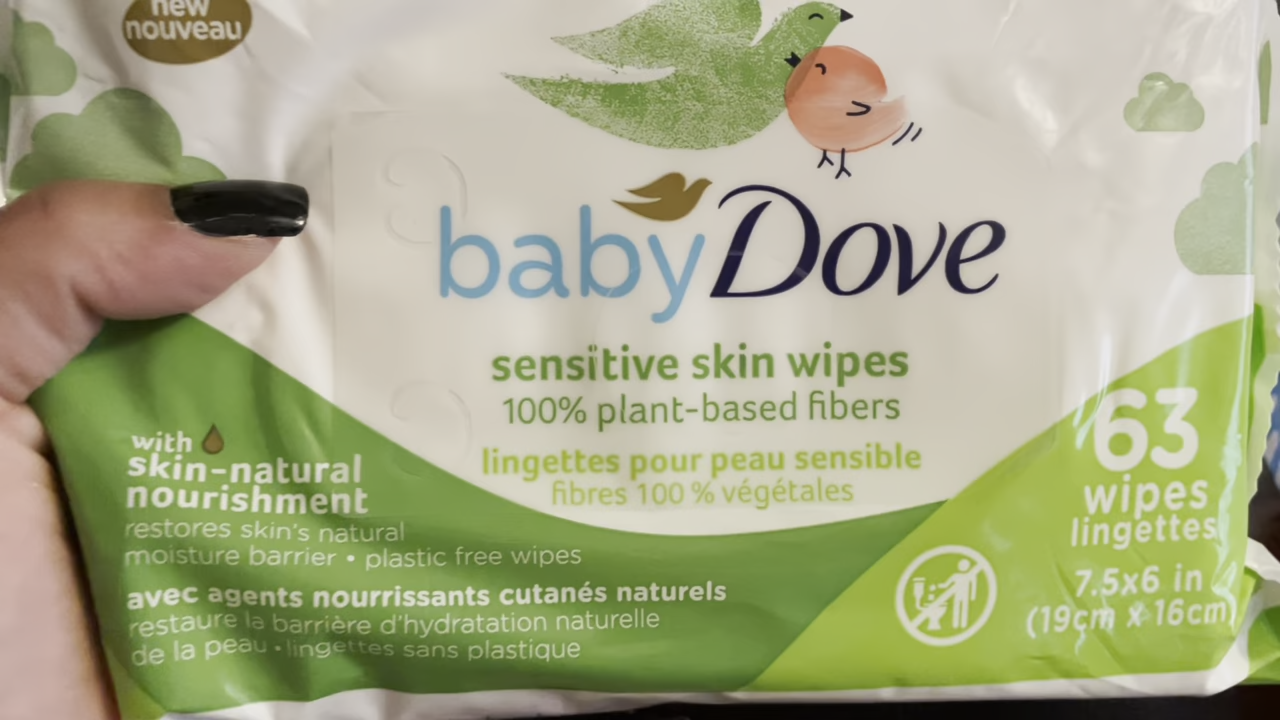 new
nouveau
baby Dove
sensitive skin wipes
100% plant-based fibers
lingettes pour peau sensible
fibres 100 % végétales
with
skin-natural
nourishment
restores skin's natural
moisture barrier • plastic free wipes
avec agents nourrissants cutanés naturels
restaure la barrière d'hydratation naturelle
de la peau • lingettes sans plastique
63
wipes
lingettes
7.5x6 in
(19cm x 16cm)